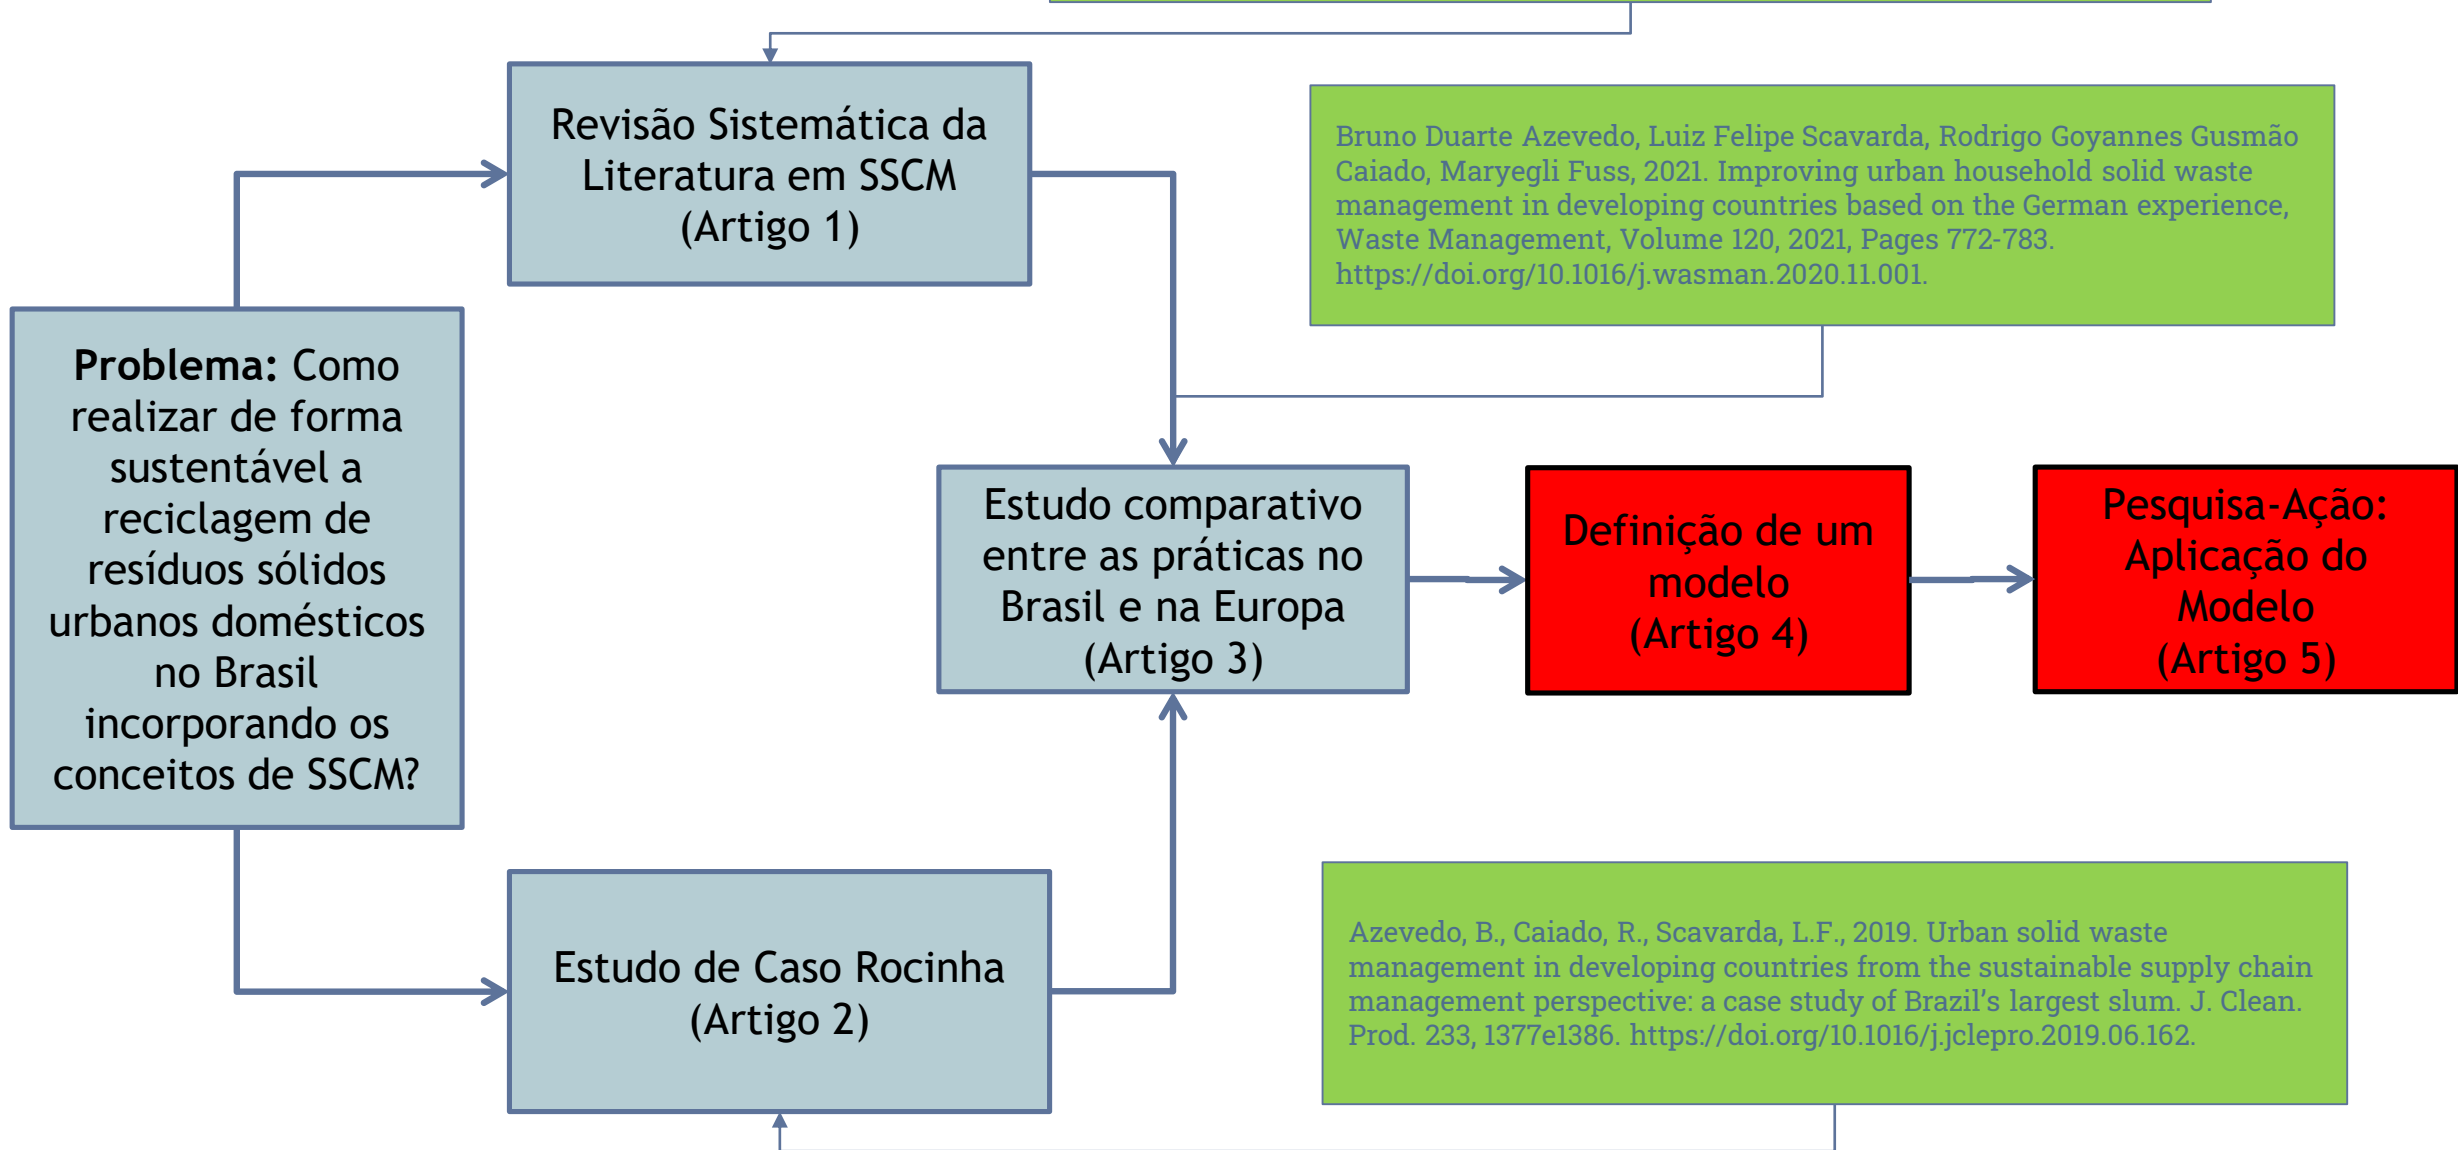 Revisão Sistemática da
Literatura em SSCM
(Artigo 1)
Bruno Duarte Azevedo, Luiz Felipe Scavarda, Rodrigo Goyannes Gusmão
Caiado, Maryegli Fuss, 2021. Improving urban household solid waste
management in developing countries based on the German experience,
Waste Management, Volume 120, 2021, Pages 772-783.
https://doi.org/10.1016/j.wasman.2020.11.001.
Problema: Como
realizar de forma
sustentável a
reciclagem de
resíduos sólidos
urbanos domésticos
no Brasil
incorporando os
conceitos de SSCM?
Estudo comparativo
entre as práticas no
Brasil e na Europa
(Artigo 3)
Definição de um
modelo
(Artigo 4)
Pesquisa-Ação:
Aplicação do
Modelo
(Artigo 5)
Estudo de Caso Rocinha
(Artigo 2)
Azevedo, B., Caiado, R., Scavarda, L.F., 2019. Urban solid waste
management in developing countries from the sustainable supply chain
management perspective: a case study of Brazil’s largest slum. J. Clean.
Prod. 233, 1377e1386. https://doi.org/10.1016/j.jclepro.2019.06.162.